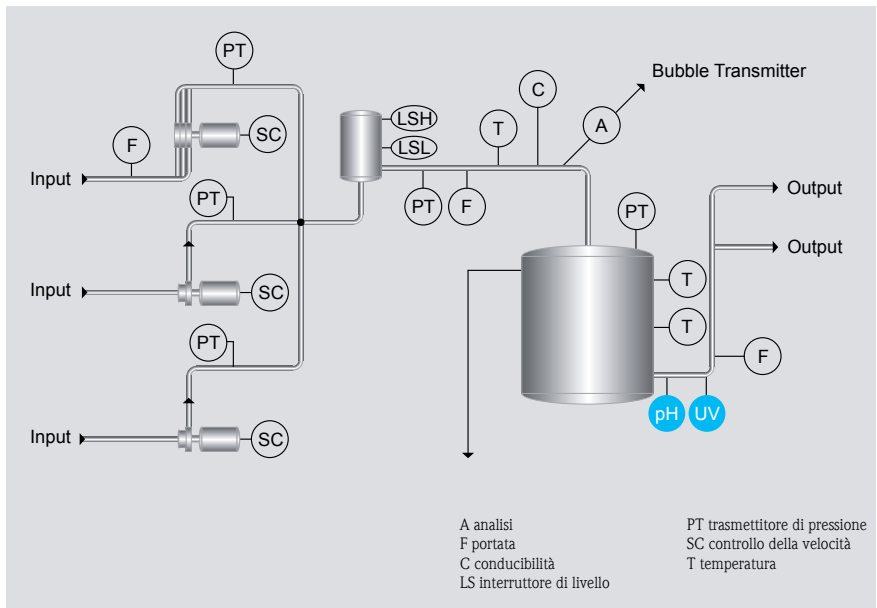 PT
Bubble Transmitter
C
SC
T
A
LSH
F
LSL
Input
Output
PT
PT
F
PT
Output
T
Input
SC
T
PT
F
pH
UV
Input
SC
A analisi
F portata
C conducibilità
LS interruttore di livello
PT trasmettitore di pressione
SC controllo della velocità
T temperatura